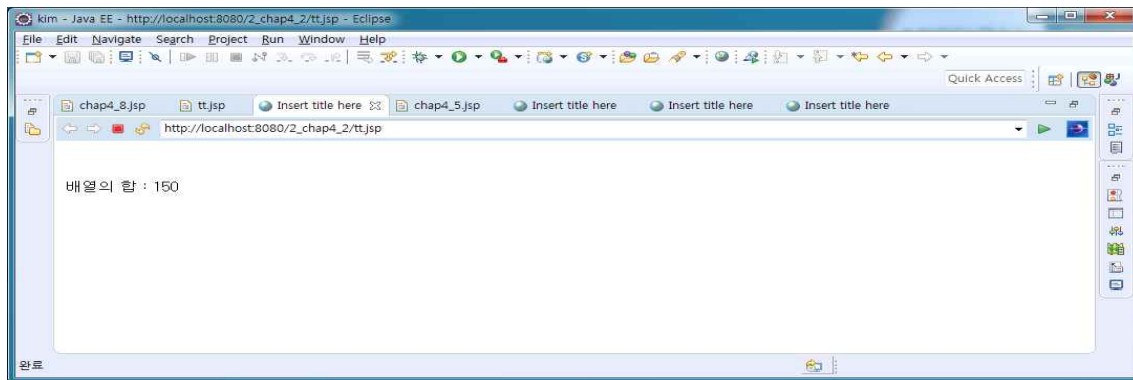 kim - Java EE - http://localhost:8080/2_chap4_2/tt.jsp - Eclipse
File Edit Navigate Search Project Run Window Help
Quick Access
chap4_8.jsp tt.jsp Insert title here chap4_5.jsp Insert title here Insert title here Insert title here
http://localhost:8080/2_chap4_2/tt.jsp
배열의 합 : 150
완료